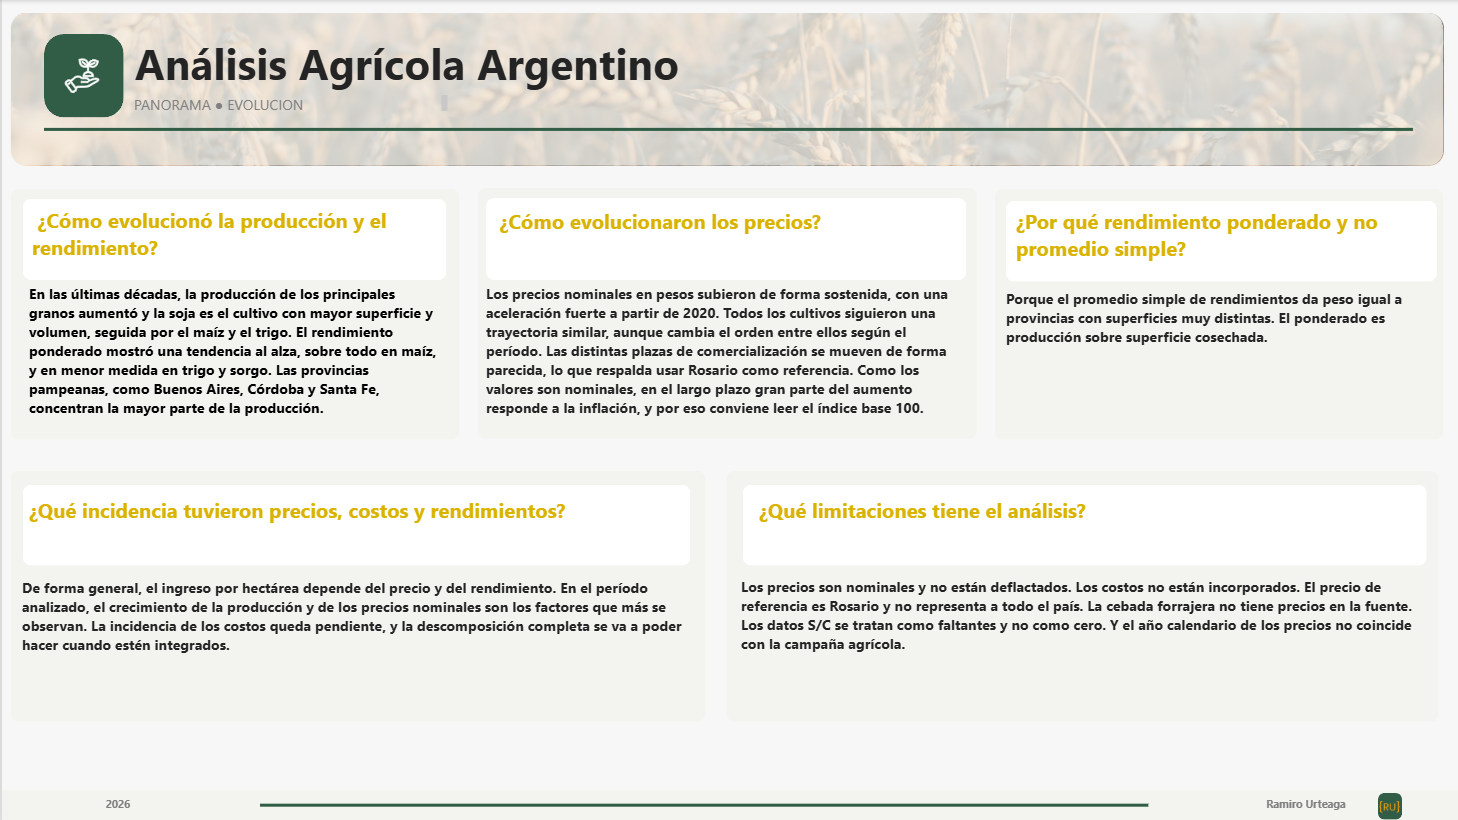 Análisis Agrícola Argentino
PANORAMA ● EVOLUCION
¿Cómo evolucionó la producción y el
rendimiento?
En las últimas décadas, la producción de los principales
granos aumentó y la soja es el cultivo con mayor superficie y
volumen, seguida por el maíz y el trigo. El rendimiento
ponderado mostró una tendencia al alza, sobre todo en maíz,
y en menor medida en trigo y sorgo. Las provincias
pampeanas, como Buenos Aires, Córdoba y Santa Fe,
concentran la mayor parte de la producción.
¿Cómo evolucionaron los precios?
Los precios nominales en pesos subieron de forma sostenida, con una
aceleración fuerte a partir de 2020. Todos los cultivos siguieron una
trayectoria similar, aunque cambia el orden entre ellos según el
período. Las distintas plazas de comercialización se mueven de forma
parecida, lo que respalda usar Rosario como referencia. Como los
valores son nominales, en el largo plazo gran parte del aumento
responde a la inflación, y por eso conviene leer el índice base 100.
¿Por qué rendimiento ponderado y no
promedio simple?
Porque el promedio simple de rendimientos da peso igual a
provincias con superficies muy distintas. El ponderado es
producción sobre superficie cosechada.
¿Qué incidencia tuvieron precios, costos y rendimientos?
De forma general, el ingreso por hectárea depende del precio y del rendimiento. En el período
analizado, el crecimiento de la producción y de los precios nominales son los factores que más se
observan. La incidencia de los costos queda pendiente, y la descomposición completa se va a poder
hacer cuando estén integrados.
¿Qué limitaciones tiene el análisis?
Los precios son nominales y no están deflactados. Los costos no están incorporados. El precio de
referencia es Rosario y no representa a todo el país. La cebada forrajera no tiene precios en la fuente.
Los datos S/C se tratan como faltantes y no como cero. Y el año calendario de los precios no coincide
con la campaña agrícola.
2026
Ramiro Urteaga
{RU}